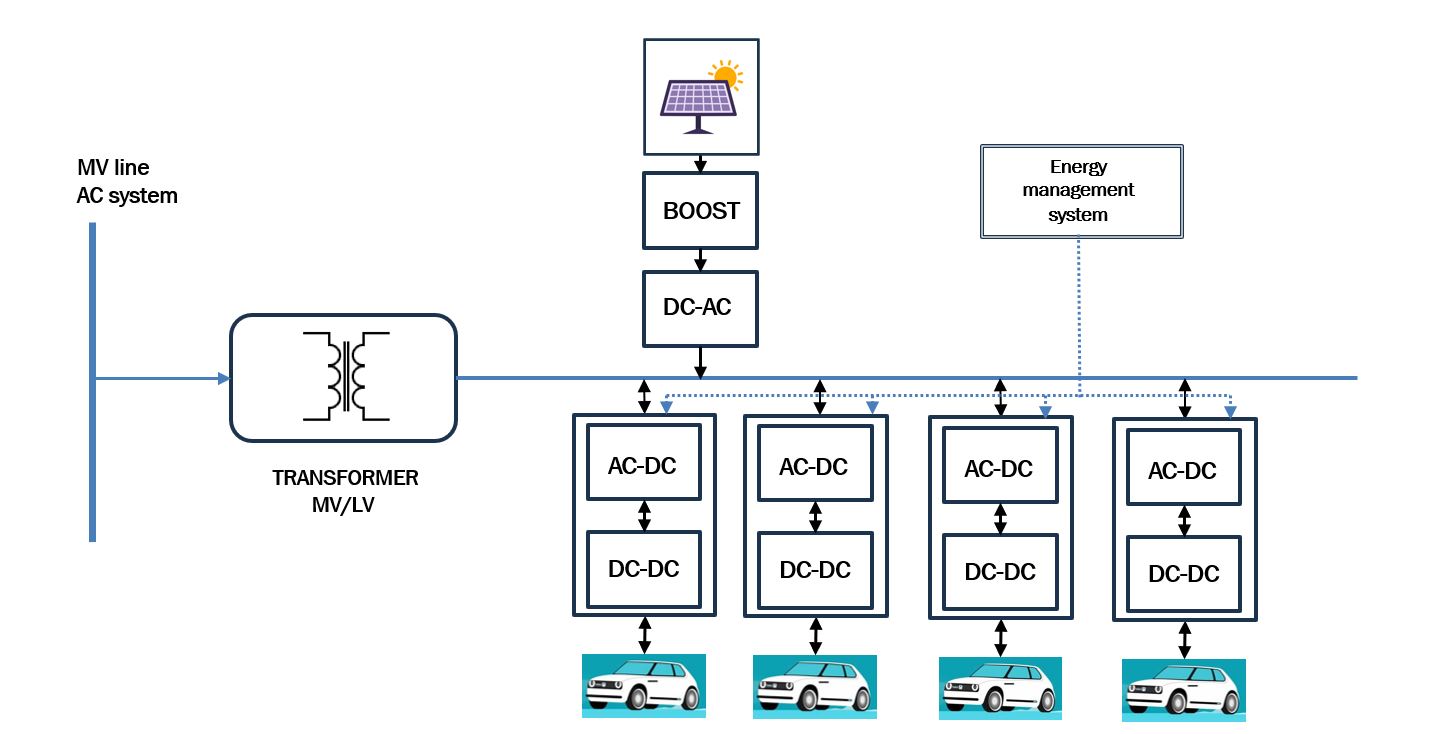 MV line
AC system
BOOST
DC-AC
Energy
management
system
TRANSFORMER
MV/LV
AC-DC
AC-DC
AC-DC
AC-DC
DC-DC
DC-DC
DC-DC
DC-DC